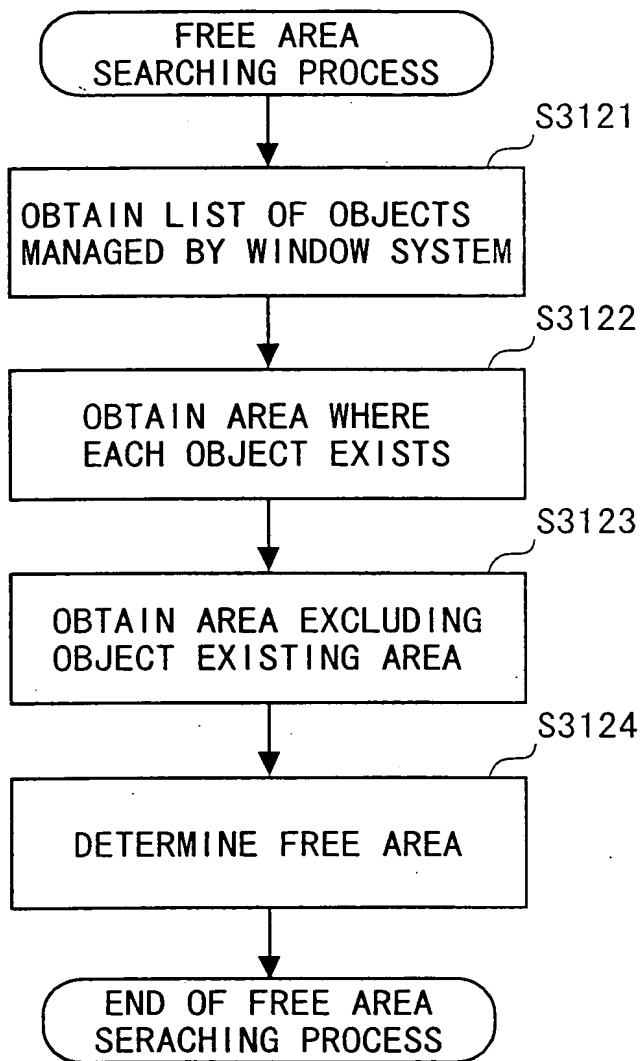 FREE AREA
SEARCHING PROCESS
S3121
OBTAIN LIST OF OBJECTS
MANAGED BY WINDOW SYSTEM
S3122
OBTAIN AREA WHERE
EACH OBJECT EXISTS
S3123
OBTAIN AREA EXCLUDING
OBJECT EXISTING AREA
S3124
DETERMINE FREE AREA
END OF FREE AREA
SERACHING PROCESS